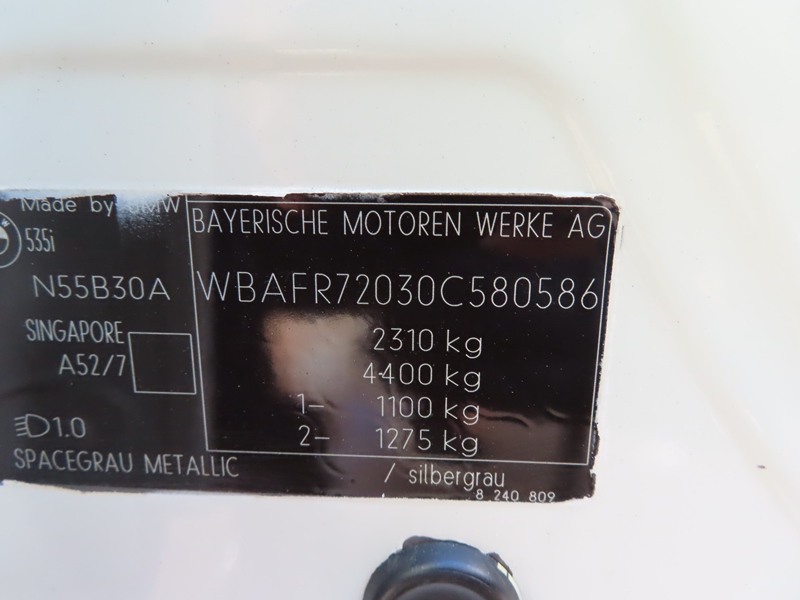 Made by BMW
535i
N55B30A
SINGAPORE
A52/7
1.0
SPACEGRAU METALLIC
BAYERISCHE MOTOREN WERKE AG
WBAFR72030C580586
2310 kg
4400 kg
1- 1100 kg
2- 1275 kg
/ silbergrau
8 240 809